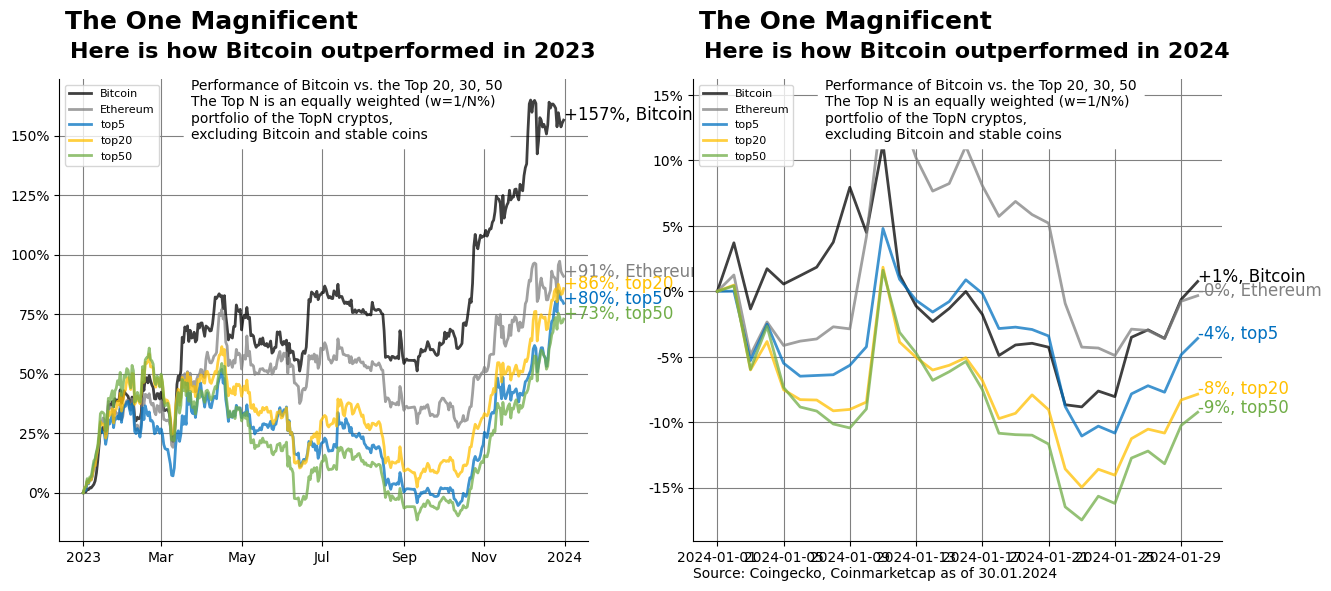 The One Magnificent
Here is how Bitcoin outperformed in 2023
Bitcoin
Ethereum
top5
top20
top50
Performance of Bitcoin vs. the Top 20, 30, 50
The Top N is an equally weighted (w=1/N%)
portfolio of the TopN cryptos,
excluding Bitcoin and stable coins
150%
125%
100%
75%
50%
25%
0%
+157%, Bitcoin
+91%, Ethereum
+86%, top20
+80%, top5
+73%, top50
2023
Mar
May
Jul
Sep
Nov
2024
The One Magnificent
Here is how Bitcoin outperformed in 2024
Bitcoin
Ethereum
top5
top20
top50
Performance of Bitcoin vs. the Top 20, 30, 50
The Top N is an equally weighted (w=1/N%)
portfolio of the TopN cryptos,
excluding Bitcoin and stable coins
15%
10%
5%
0%
-5%
-10%
-15%
+1%, Bitcoin
0%, Ethereum
-4%, top5
-8%, top20
-9%, top50
2024-01-01
2024-01-05
2024-01-09
2024-01-13
2024-01-17
2024-01-21
2024-01-25
2024-01-29
Source: Coingecko, Coinmarketcap as of 30.01.2024